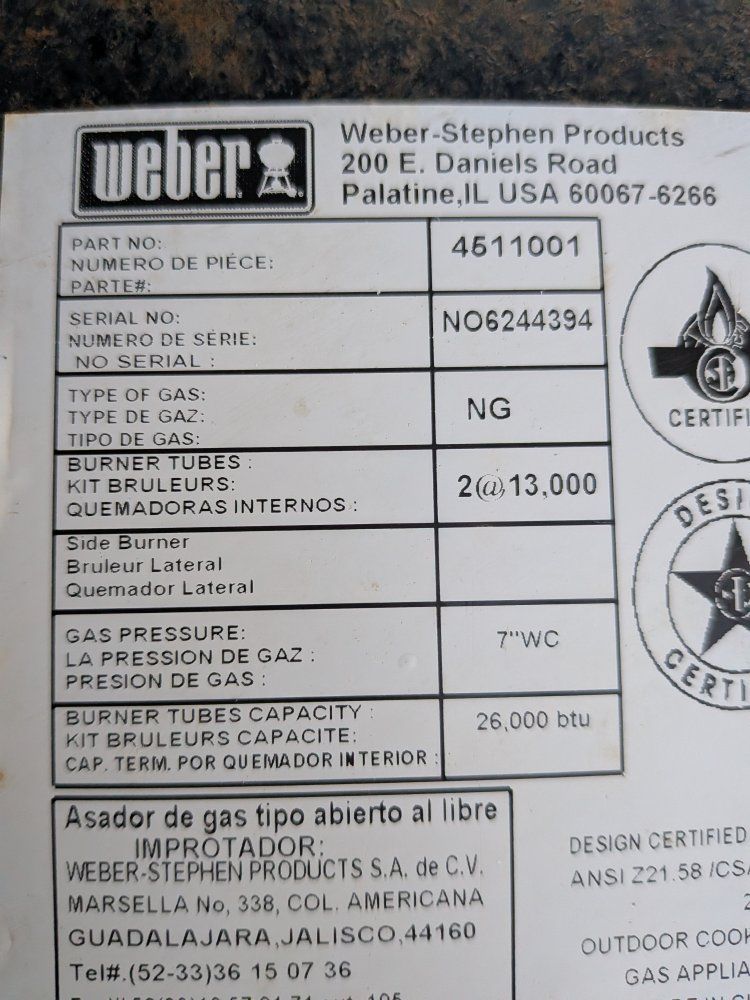 weber
Weber-Stephen Products
200 E. Daniels Road
Palatine,IL USA 60067-6266
PART NO:
NUMERO DE PIÉCE:
PARTE#:
4511001
SERIAL NO:
NUMERO DE SÉRIE:
NO SERIAL :
NO6244394
TYPE OF GAS:
TYPE DE GAZ:
TIPO DE GAS:
NG
BURNER TUBES :
KIT BRULEURS:
QUEMADORAS INTERNOS :
2@13,000
Side Burner
Bruleur Lateral
Quemador Lateral
GAS PRESSURE:
LA PRESSION DE GAZ :
PRESION DE GAS :
7"WC
BURNER TUBES CAPACITY :
KIT BRULEURS CAPACITE:
CAP. TERM. POR QUEMADOR INTERIOR :
26,000 btu
CERTIFI
DESI
CERTI
Asador de gas tipo abierto al libre
IMPROTADOR:
WEBER-STEPHEN PRODUCTS S.A. de C.V.
MARSELLA No, 338, COL. AMERICANA
GUADALAJARA,JALISCO,44160
Tel#.(52-33)36 15 07 36
DESIGN CERTIFIED
ANSI Z21.58 /CSA
2
OUTDOOR COOK
GAS APPLIA